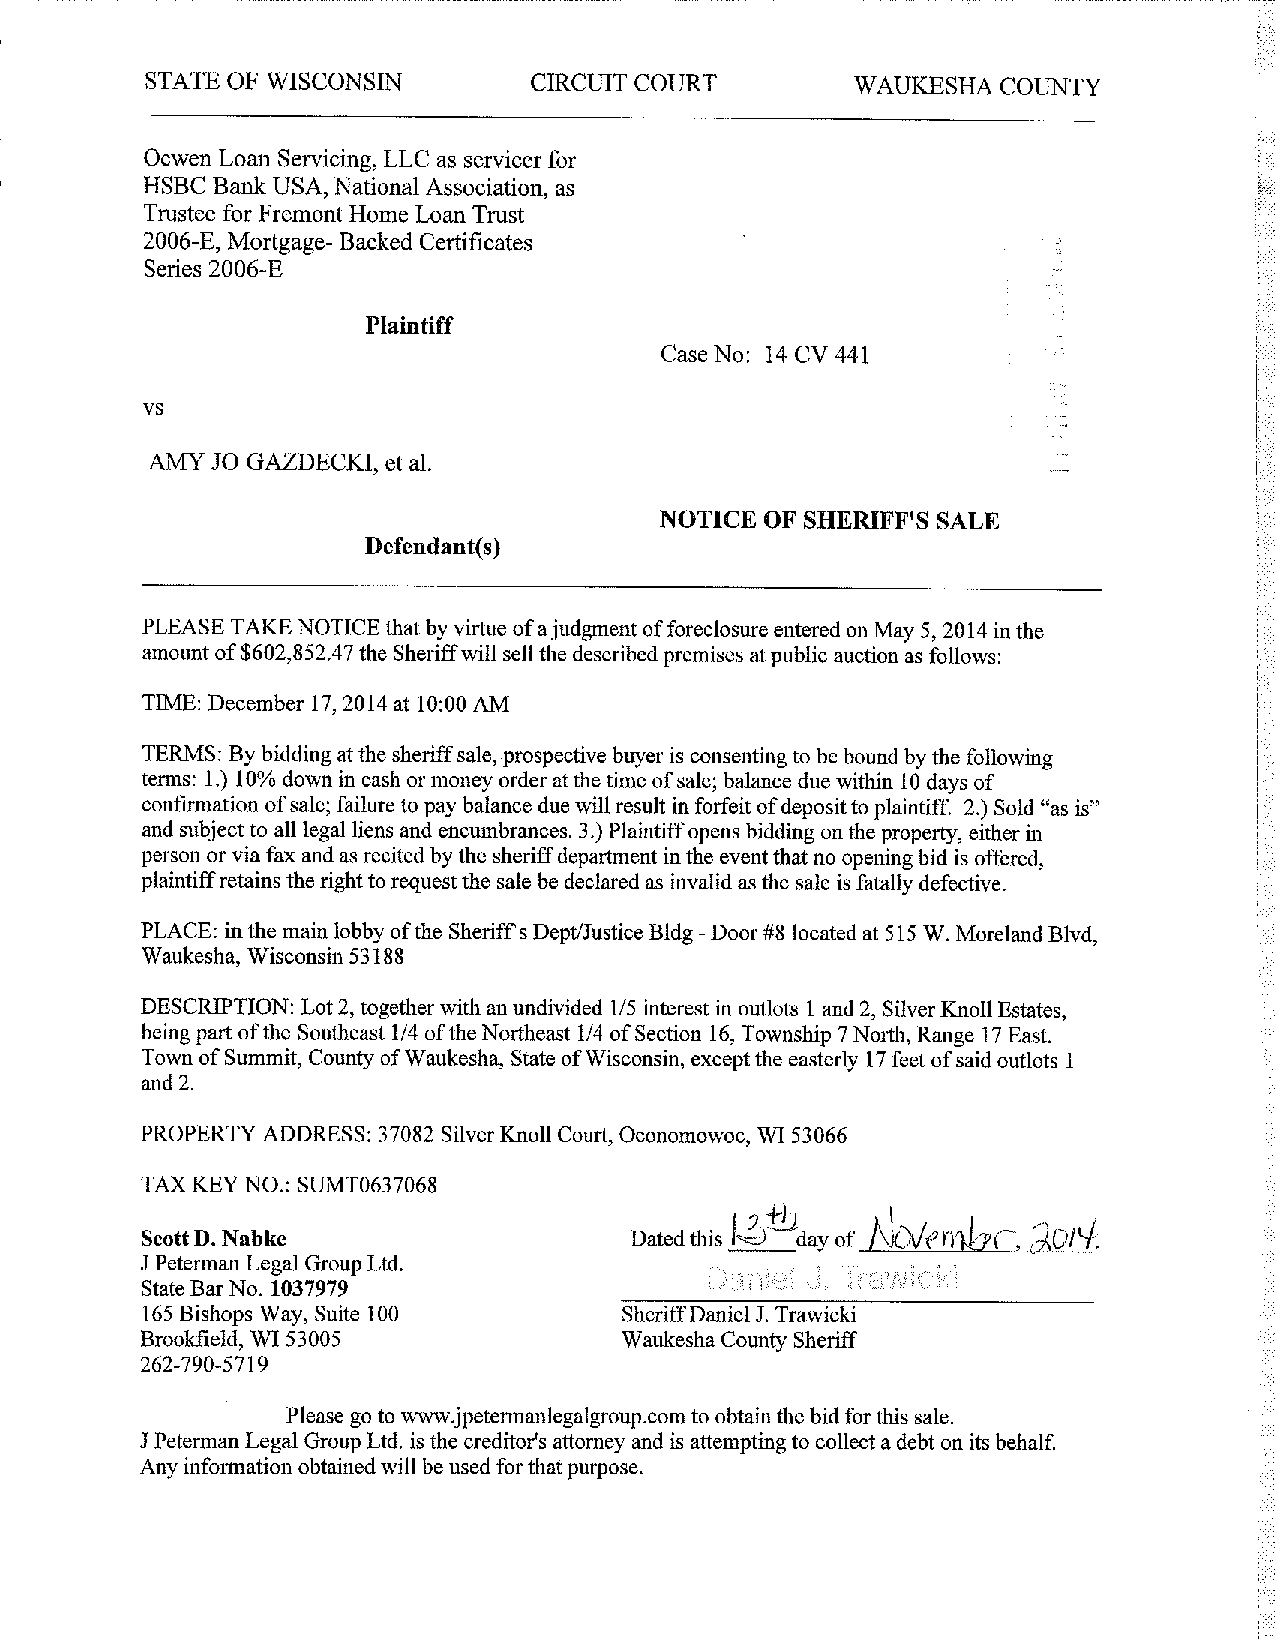 STATE OF WISCONSIN CIRCUIT COURT WAUKESHA COUNTY
Ocwen Loan Servicing, LLC as servicer for
HSBC Bank USA, National Association, as
Trustee for Fremont Home Loan Trust
2006-E, Mortgage- Backed Certificates
Series 2006-E
Plaintiff
Case No: 14 CV 441
vs
AMY JO GAZDECKI, et al.
NOTICE OF SHERIFF'S SALE
Defendant(s)
PLEASE TAKE NOTICE that by virtue of a judgment of foreclosure entered on May 5, 2014 in the
amount of $602,852.47 the Sheriff will sell the described premises at public auction as follows:
TIME: December 17, 2014 at 10:00 AM
TERMS: By bidding at the sheriff sale, prospective buyer is consenting to be bound by the following
terms: 1.) 10% down in cash or money order at the time of sale; balance due within 10 days of
confirmation of sale; failure to pay balance due will result in forfeit of deposit to plaintiff. 2.) Sold “as is”
and subject to all legal liens and encumbrances. 3.) Plaintiff opens bidding on the property, either in
person or via fax and as recited by the sheriff department in the event that no opening bid is offered,
plaintiff retains the right to request the sale be declared as invalid as the sale is fatally defective.
PLACE: in the main lobby of the Sheriff's Dept/Justice Bldg - Door #8 located at 515 W. Moreland Blvd,
Waukesha, Wisconsin 53188
DESCRIPTION: Lot 2, together with an undivided 1/5 interest in outlots 1 and 2, Silver Knoll Estates,
being part of the Southeast 1/4 of the Northeast 1/4 of Section 16, Township 7 North, Range 17 East.
Town of Summit, County of Waukesha, State of Wisconsin, except the easterly 17 feet of said outlots 1
and 2.
PROPERTY ADDRESS: 37082 Silver Knoll Court, Oconomowoc, WI 53066
TAX KEY NO.: SUMT0637068
Scott D. Nabke Dated this 13th day of November, 2014.
J Peterman Legal Group Ltd.
State Bar No. 1037979 Daniel J. Trawicki
165 Bishops Way, Suite 100 Sheriff Daniel J. Trawicki
Brookfield, WI 53005 Waukesha County Sheriff
262-790-5719
Please go to www.jpetermanlegalgroup.com to obtain the bid for this sale.
J Peterman Legal Group Ltd. is the creditor's attorney and is attempting to collect a debt on its behalf.
Any information obtained will be used for that purpose.